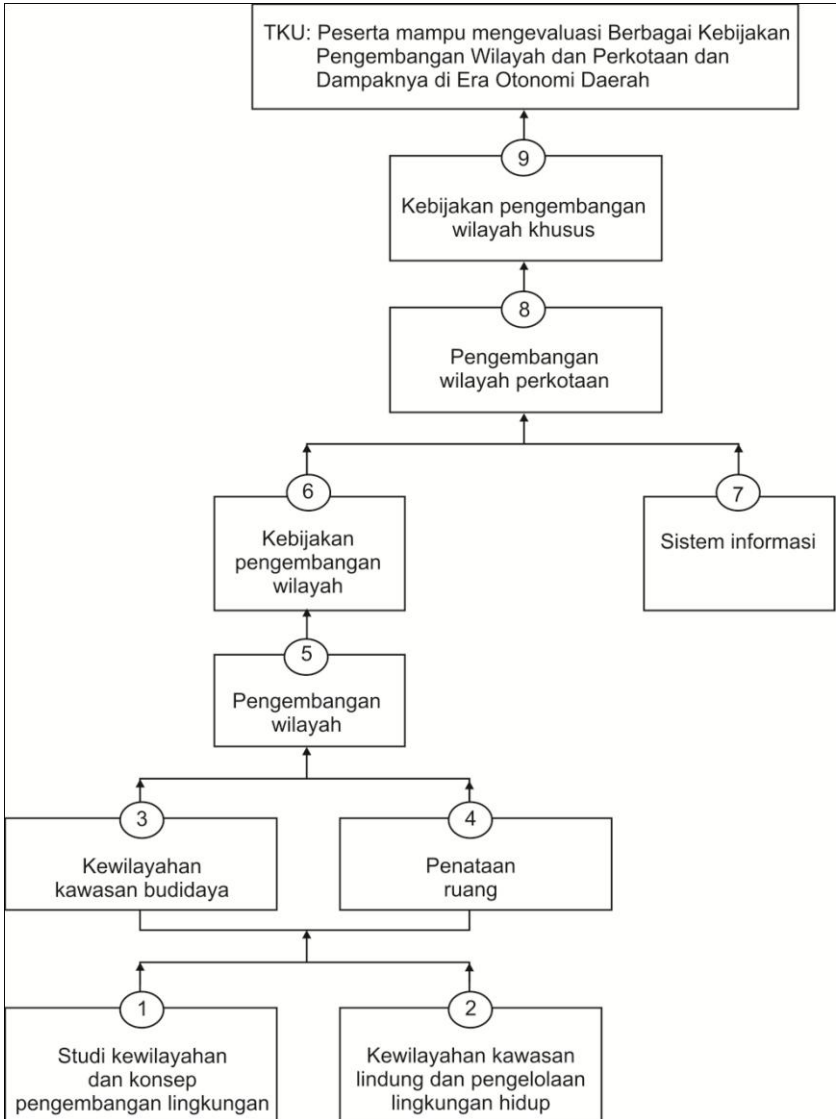 TKU: Peserta mampu mengevaluasi Berbagai Kebijakan
Pengembangan Wilayah dan Perkotaan dan
Dampaknya di Era Otonomi Daerah
9
Kebijakan pengembangan
wilayah khusus
8
Pengembangan
wilayah perkotaan
6
Kebijakan
pengembangan
wilayah
7
Sistem informasi
5
Pengembangan
wilayah
3
Kewilayahan
kawasan budidaya
4
Penataan
ruang
1
Studi kewilayahan
dan konsep
pengembangan lingkungan
2
Kewilayahan kawasan
lindung dan pengelolaan
lingkungan hidup